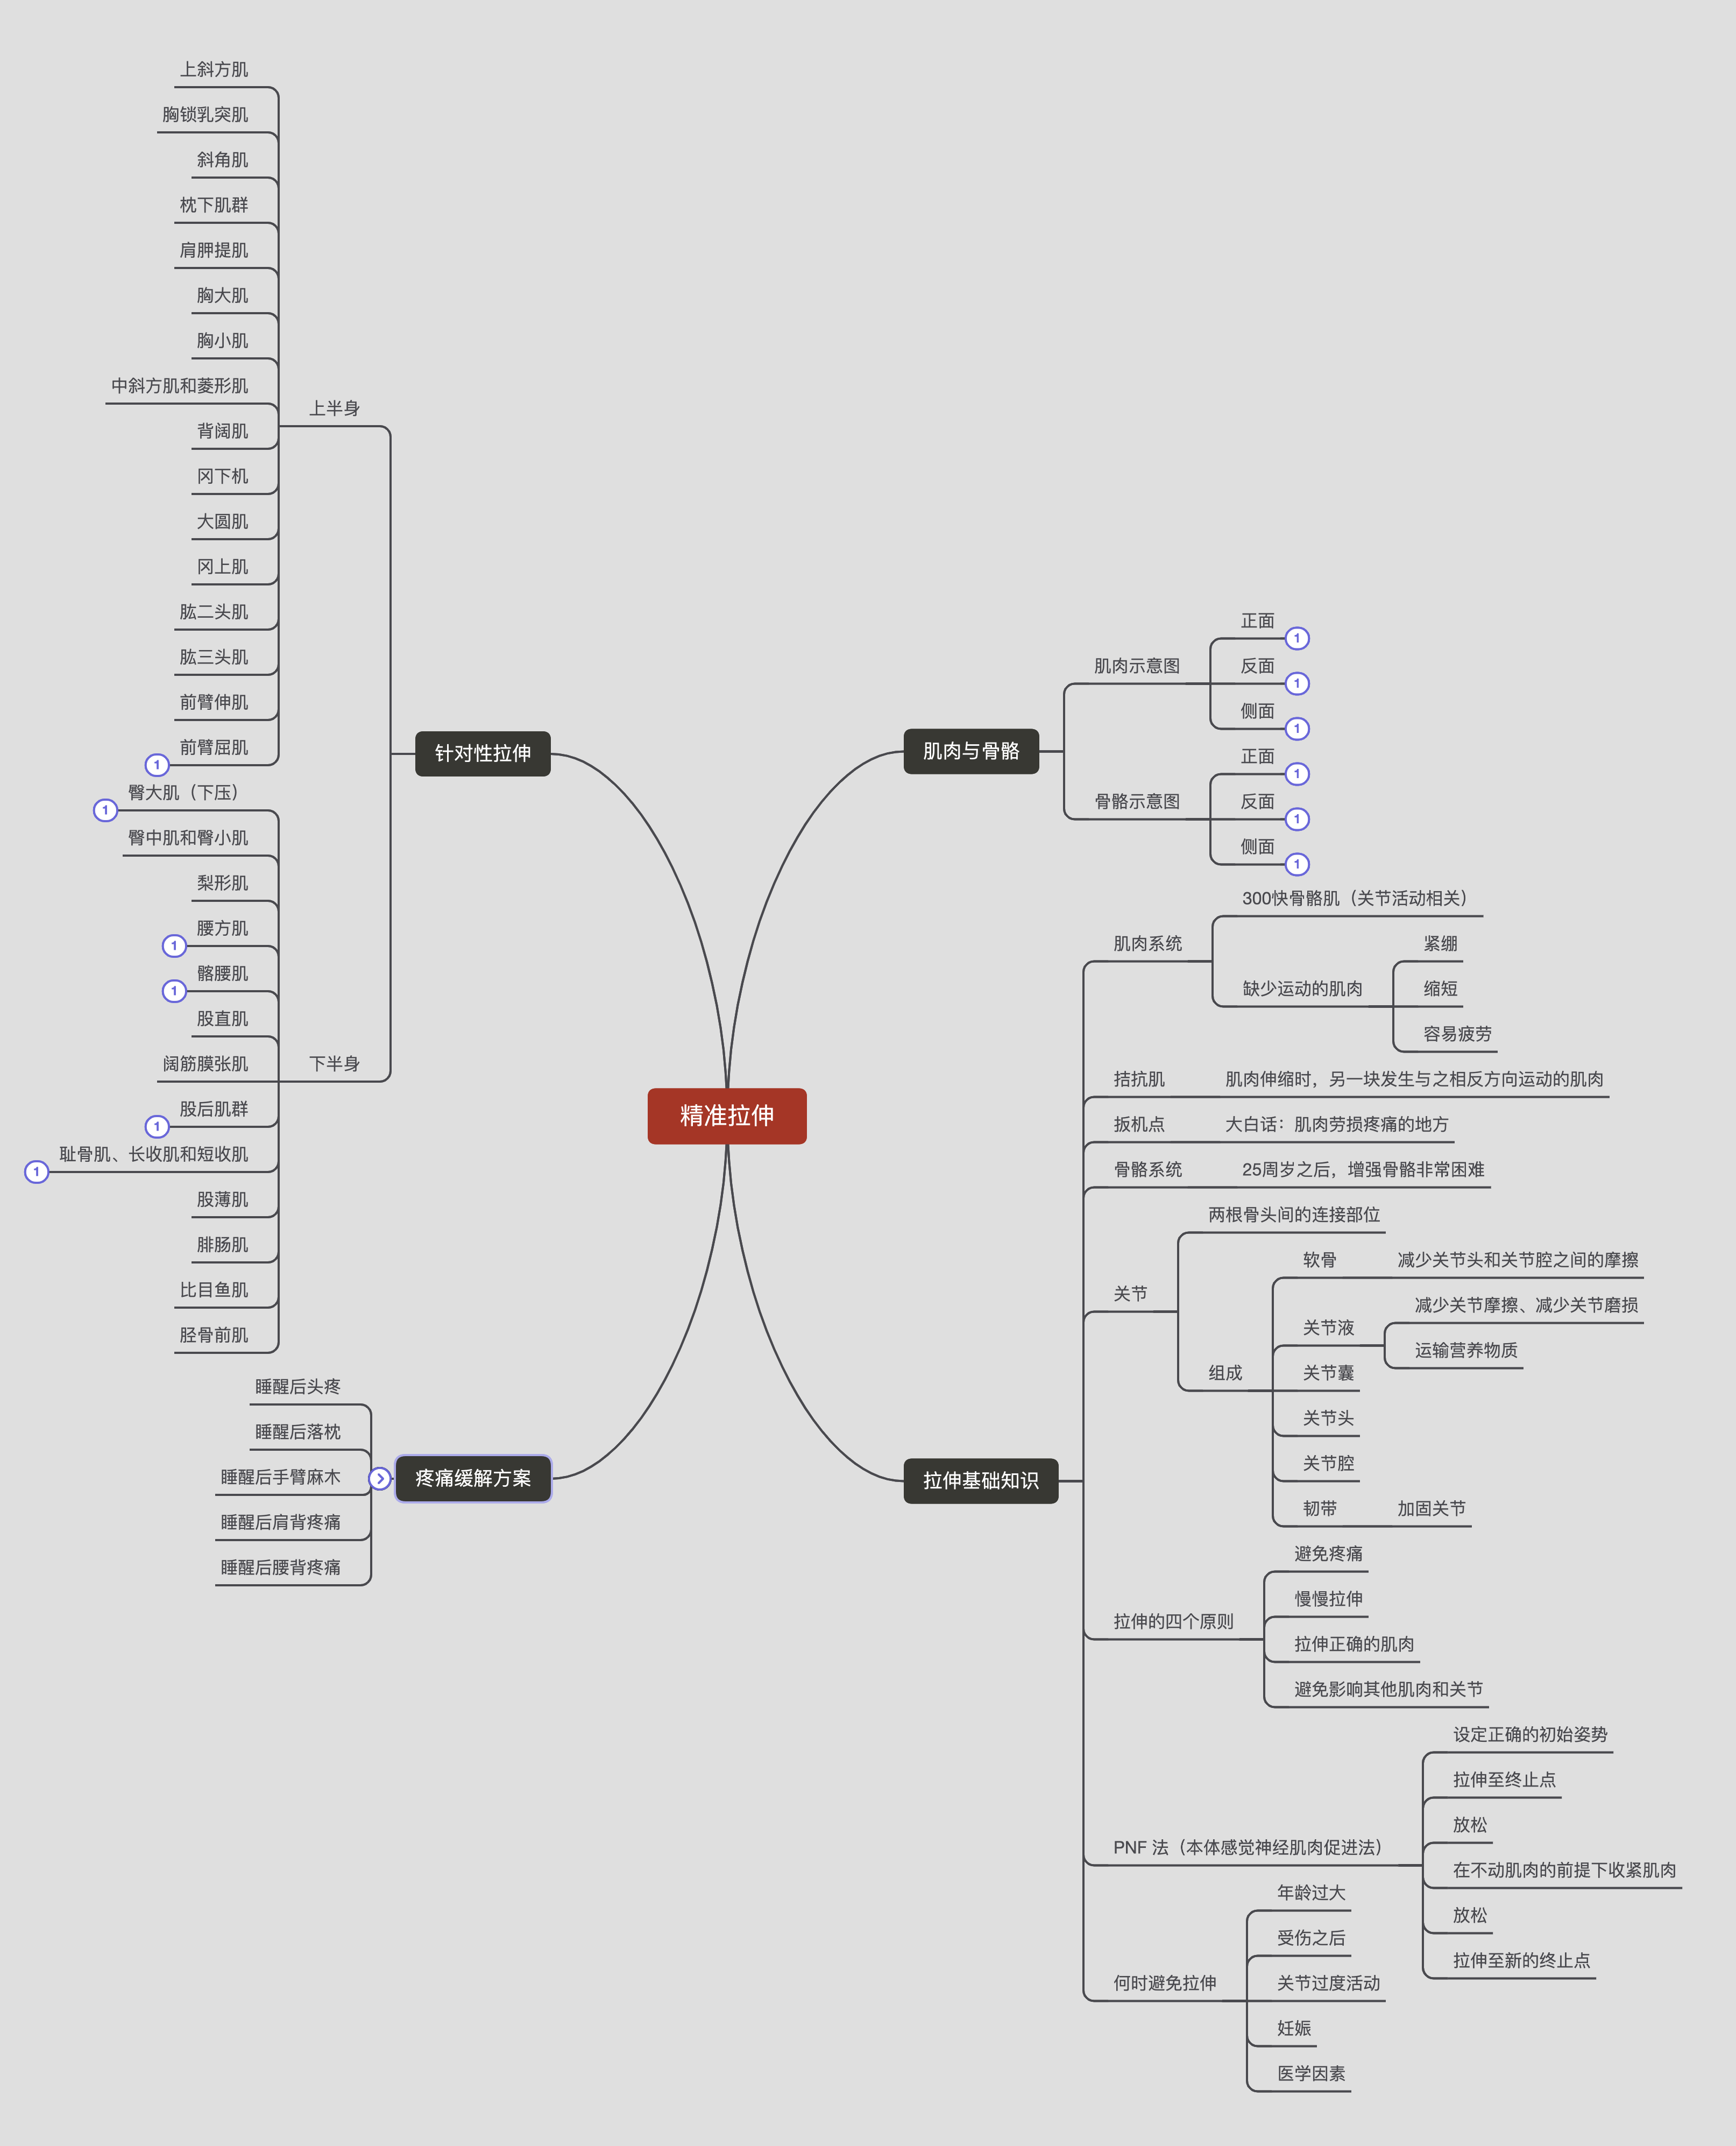 精准拉伸
针对性拉伸
上半身
上斜方肌
胸锁乳突肌
斜角肌
枕下肌群
肩胛提肌
胸大肌
胸小肌
中斜方肌和菱形肌
背阔肌
冈下机
大圆肌
冈上肌
肱二头肌
肱三头肌
前臂伸肌
前臂屈肌
1
下半身
臀大肌（下压）
1
臀中肌和臀小肌
梨形肌
腰方肌
1
髂腰肌
1
股直肌
阔筋膜张肌
股后肌群
1
耻骨肌、长收肌和短收肌
1
股薄肌
腓肠肌
比目鱼肌
胫骨前肌
疼痛缓解方案
睡醒后头疼
睡醒后落枕
睡醒后手臂麻木
睡醒后肩背疼痛
睡醒后腰背疼痛
肌肉与骨骼
肌肉示意图
正面
1
反面
1
侧面
1
骨骼示意图
正面
1
反面
1
侧面
1
拉伸基础知识
肌肉系统
300快骨骼肌（关节活动相关）
缺少运动的肌肉
紧绷
缩短
容易疲劳
拮抗肌
肌肉伸缩时，另一块发生与之相反方向运动的肌肉
扳机点
大白话：肌肉劳损疼痛的地方
骨骼系统
25周岁之后，增强骨骼非常困难
关节
两根骨头间的连接部位
组成
软骨
减少关节头和关节腔之间的摩擦
关节液
减少关节摩擦、减少关节磨损
运输营养物质
关节囊
关节头
关节腔
韧带
加固关节
拉伸的四个原则
避免疼痛
慢慢拉伸
拉伸正确的肌肉
避免影响其他肌肉和关节
PNF 法（本体感觉神经肌肉促进法）
设定正确的初始姿势
拉伸至终止点
放松
在不动肌肉的前提下收紧肌肉
放松
拉伸至新的终止点
何时避免拉伸
年龄过大
受伤之后
关节过度活动
妊娠
医学因素